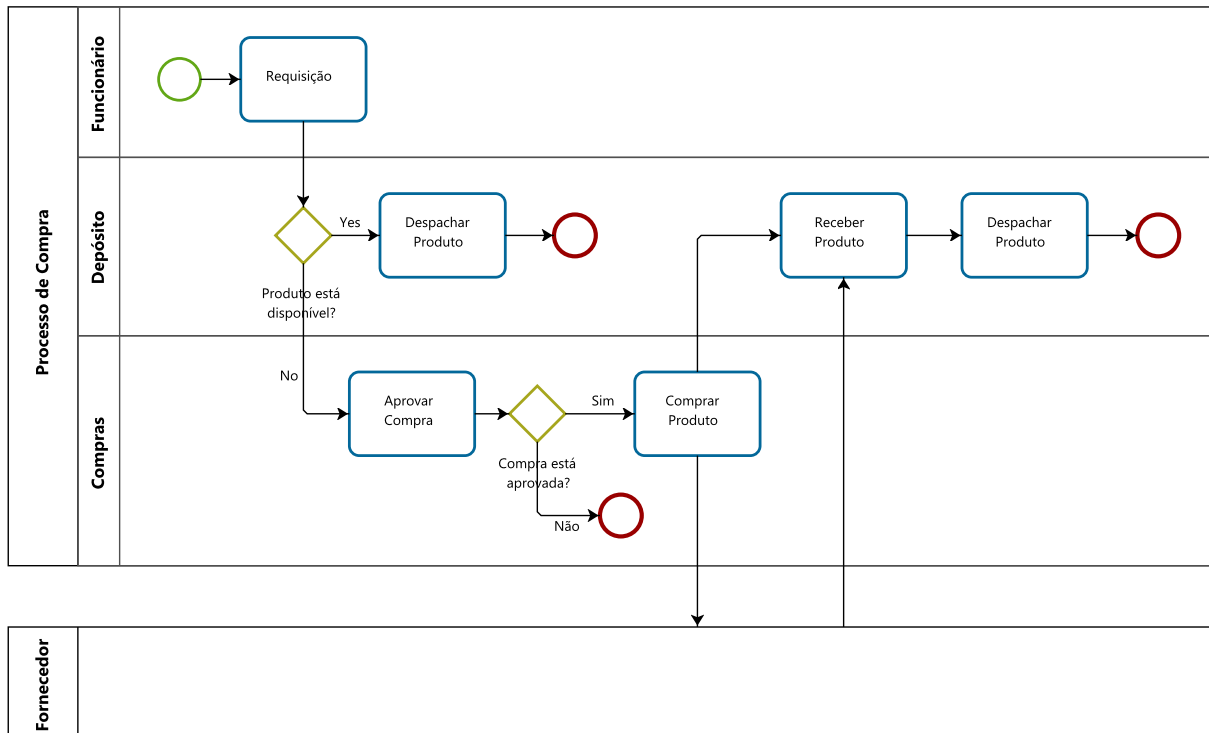 Processo de Compra
Funcionário
Requisição
Depósito
Yes
Despachar
Produto
Produto está
disponível?
Receber
Produto
Despachar
Produto
Compras
No
Aprovar
Compra
Sim
Compra está
aprovada?
Não
Comprar
Produto
Fornecedor